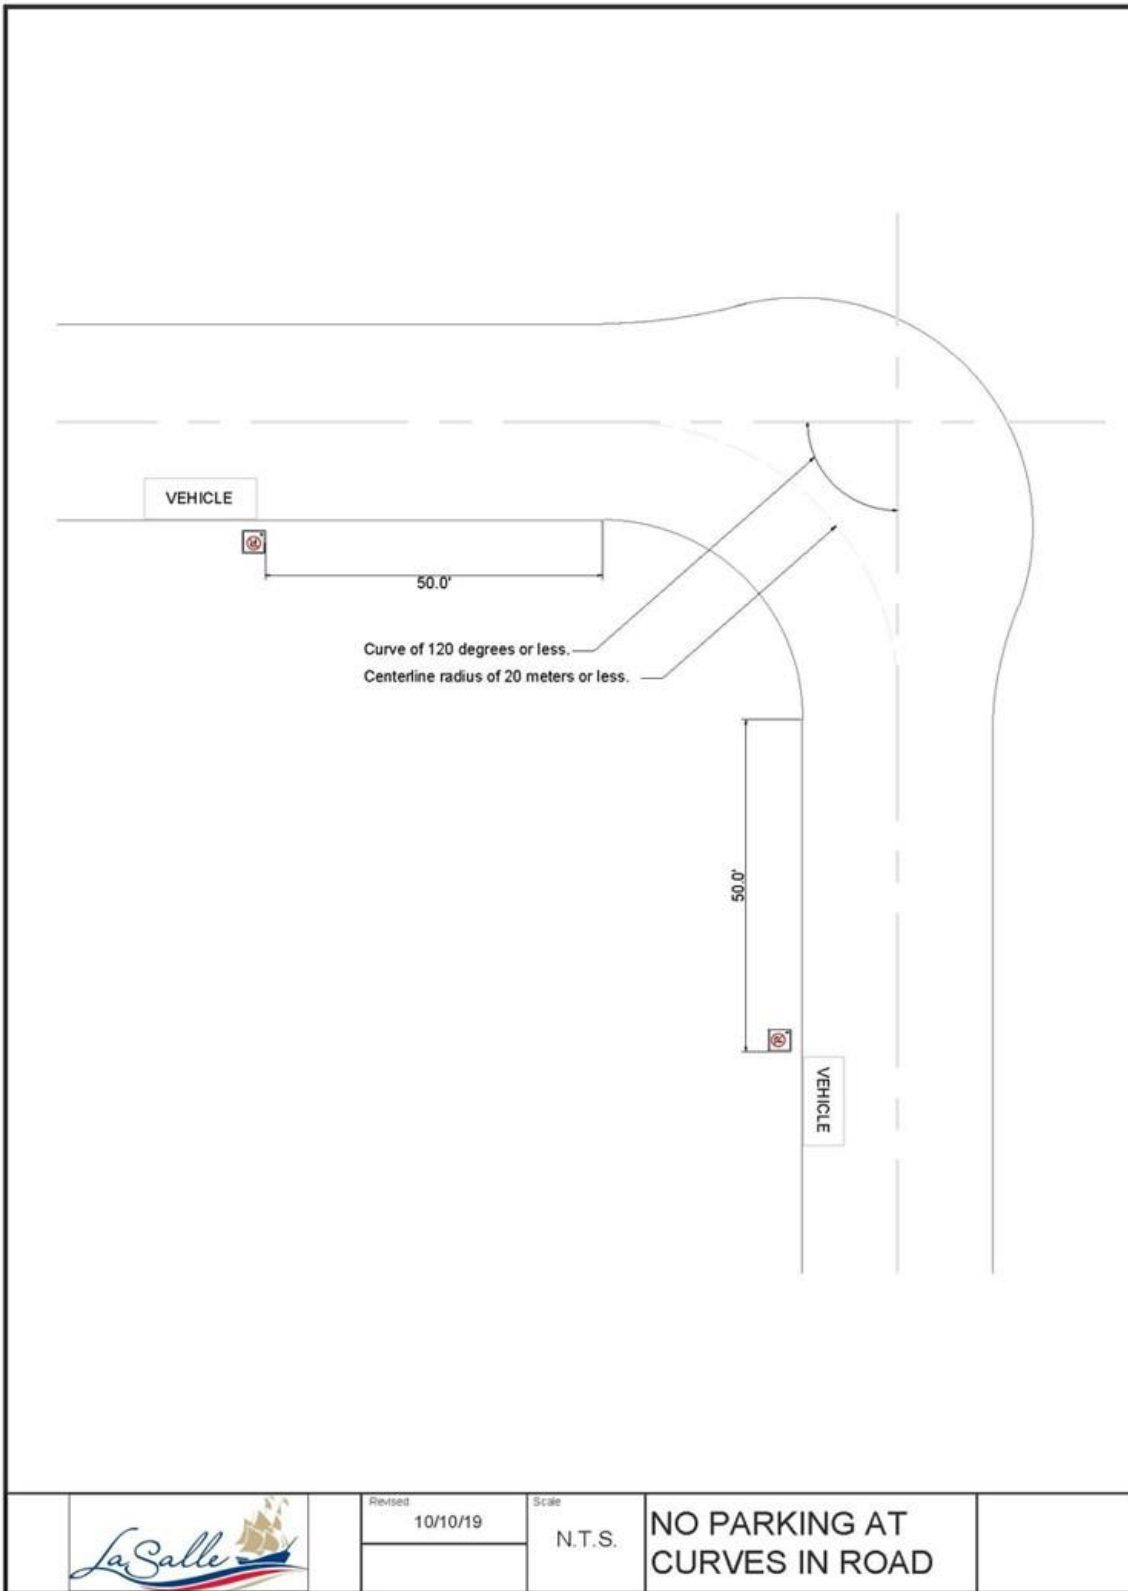 VEHICLE
50.0'
Curve of 120 degrees or less.
Centerline radius of 20 meters or less.
50.0'
VEHICLE
LaSalle
Revised
10/10/19
Scale
N.T.S.
NO PARKING AT
CURVES IN ROAD